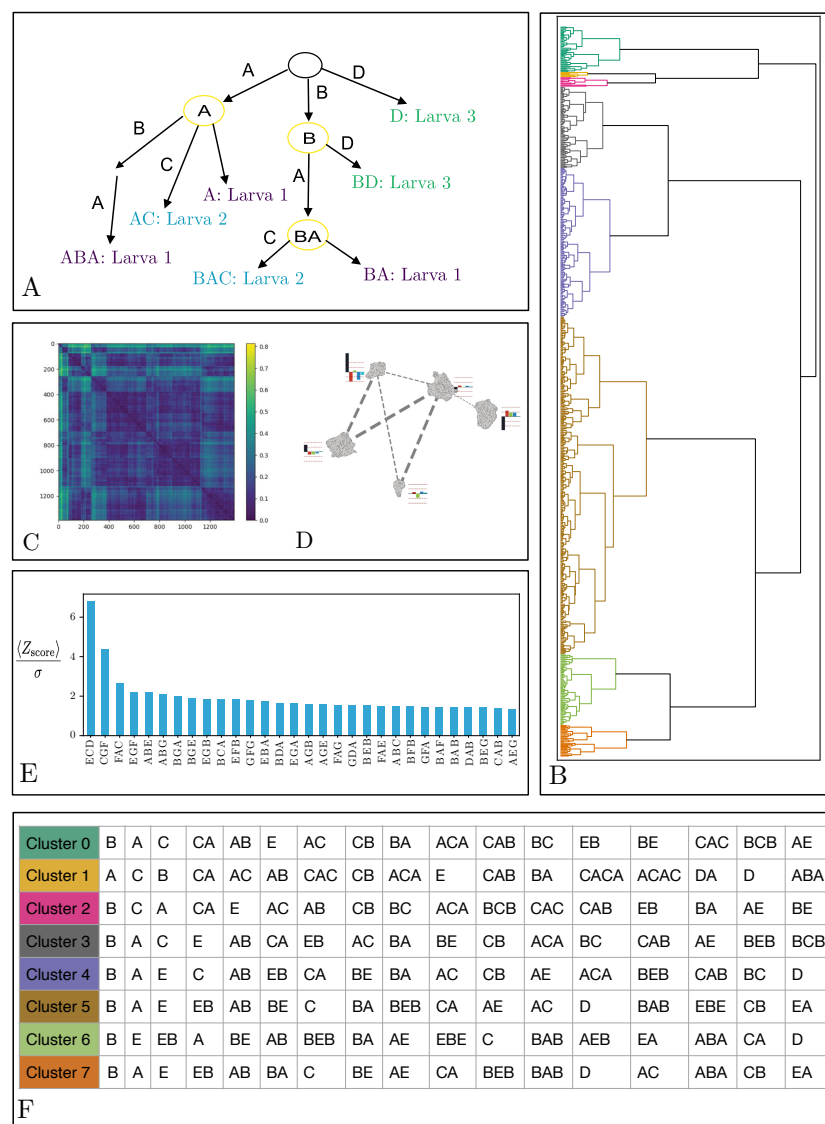 A
D
B
A
B
D: Larva 3
B
D
C
A
A
BD: Larva 3
A: Larva 1
AC: Larva 2
BA
C
ABA: Larva 1
BAC: Larva 2
BA: Larva 1
A
0
200
400
600
800
1000
1200
0 200 400 600 800 1000 1200
0.8
0.7
0.6
0.5
0.4
0.3
0.2
0.1
0.0
C
D
B
⟨Z_score⟩
σ
6
4
2
0
ECD CGF FAC EGF ABE ABG BGA BGE EGB BCA EFB GFG EBA BDA EGA AGB AGE FAG GDA BEB FAE ABC BFB GFA BAF BAB DAB BEG CAB AEG
E
Cluster 0 B A C CA AB E AC CB BA ACA CAB BC EB BE CAC BCB AE
Cluster 1 A C B CA AC AB CAC CB ACA E CAB BA CACA ACAC DA D ABA
Cluster 2 B C A CA E AC AB CB BC ACA BCB CAC CAB EB BA AE BE
Cluster 3 B A C E AB CA EB AC BA BE CB ACA BC CAB AE BEB BCB
Cluster 4 B A E C AB EB CA BE BA AC CB AE ACA BEB CAB BC D
Cluster 5 B A E EB AB BE C BA BEB CA AE AC D BAB EBE CB EA
Cluster 6 B E EB A BE AB BEB BA AE EBE C BAB AEB EA ABA CA D
Cluster 7 B A E EB AB BA C BE AE CA BEB BAB D AC ABA CB EA
F